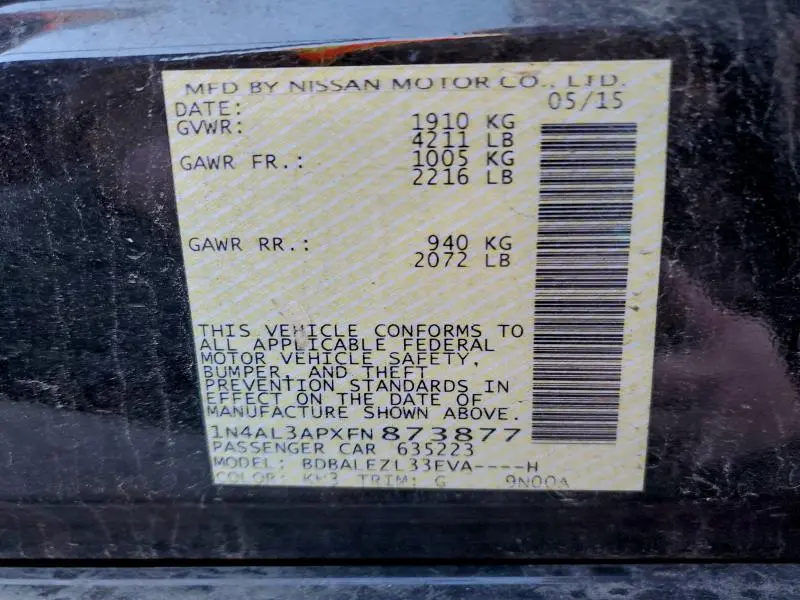 MFD BY NISSAN MOTOR CO., LTD.
DATE: 05/15
GVWR: 1910 KG
4211 LB
GAWR FR.: 1005 KG
2216 LB
GAWR RR.: 940 KG
2072 LB
THIS VEHICLE CONFORMS TO
ALL APPLICABLE FEDERAL
MOTOR VEHICLE SAFETY,
BUMPER, AND THEFT
PREVENTION STANDARDS IN
EFFECT ON THE DATE OF
MANUFACTURE SHOWN ABOVE.
1N4AL3APXFN873877
PASSENGER CAR 635223
MODEL: BDBALEZL33EVA----H
COLOR: KH3 TRIM: G 9N00A